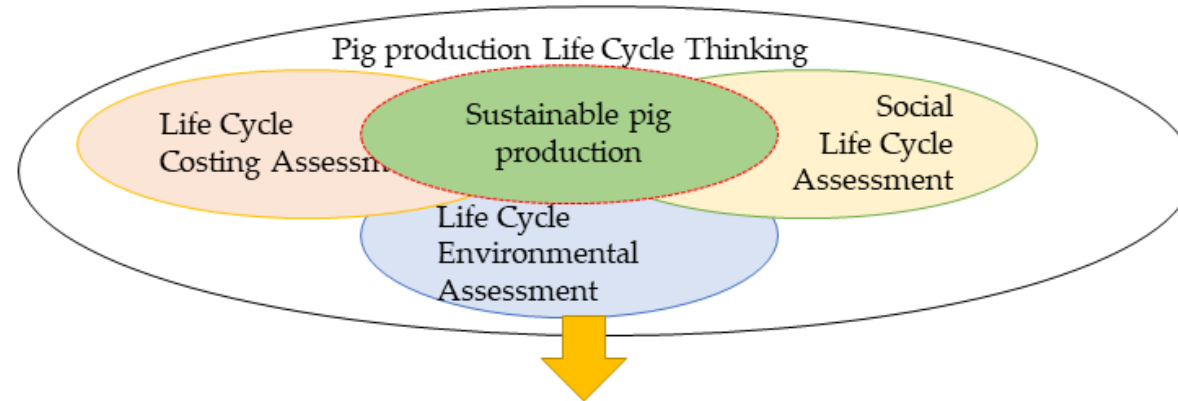 Pig production Life Cycle Thinking
Life Cycle
Costing Assessm
Sustainable pig
production
Social
Life Cycle
Assessment
Life Cycle
Environmental
Assessment